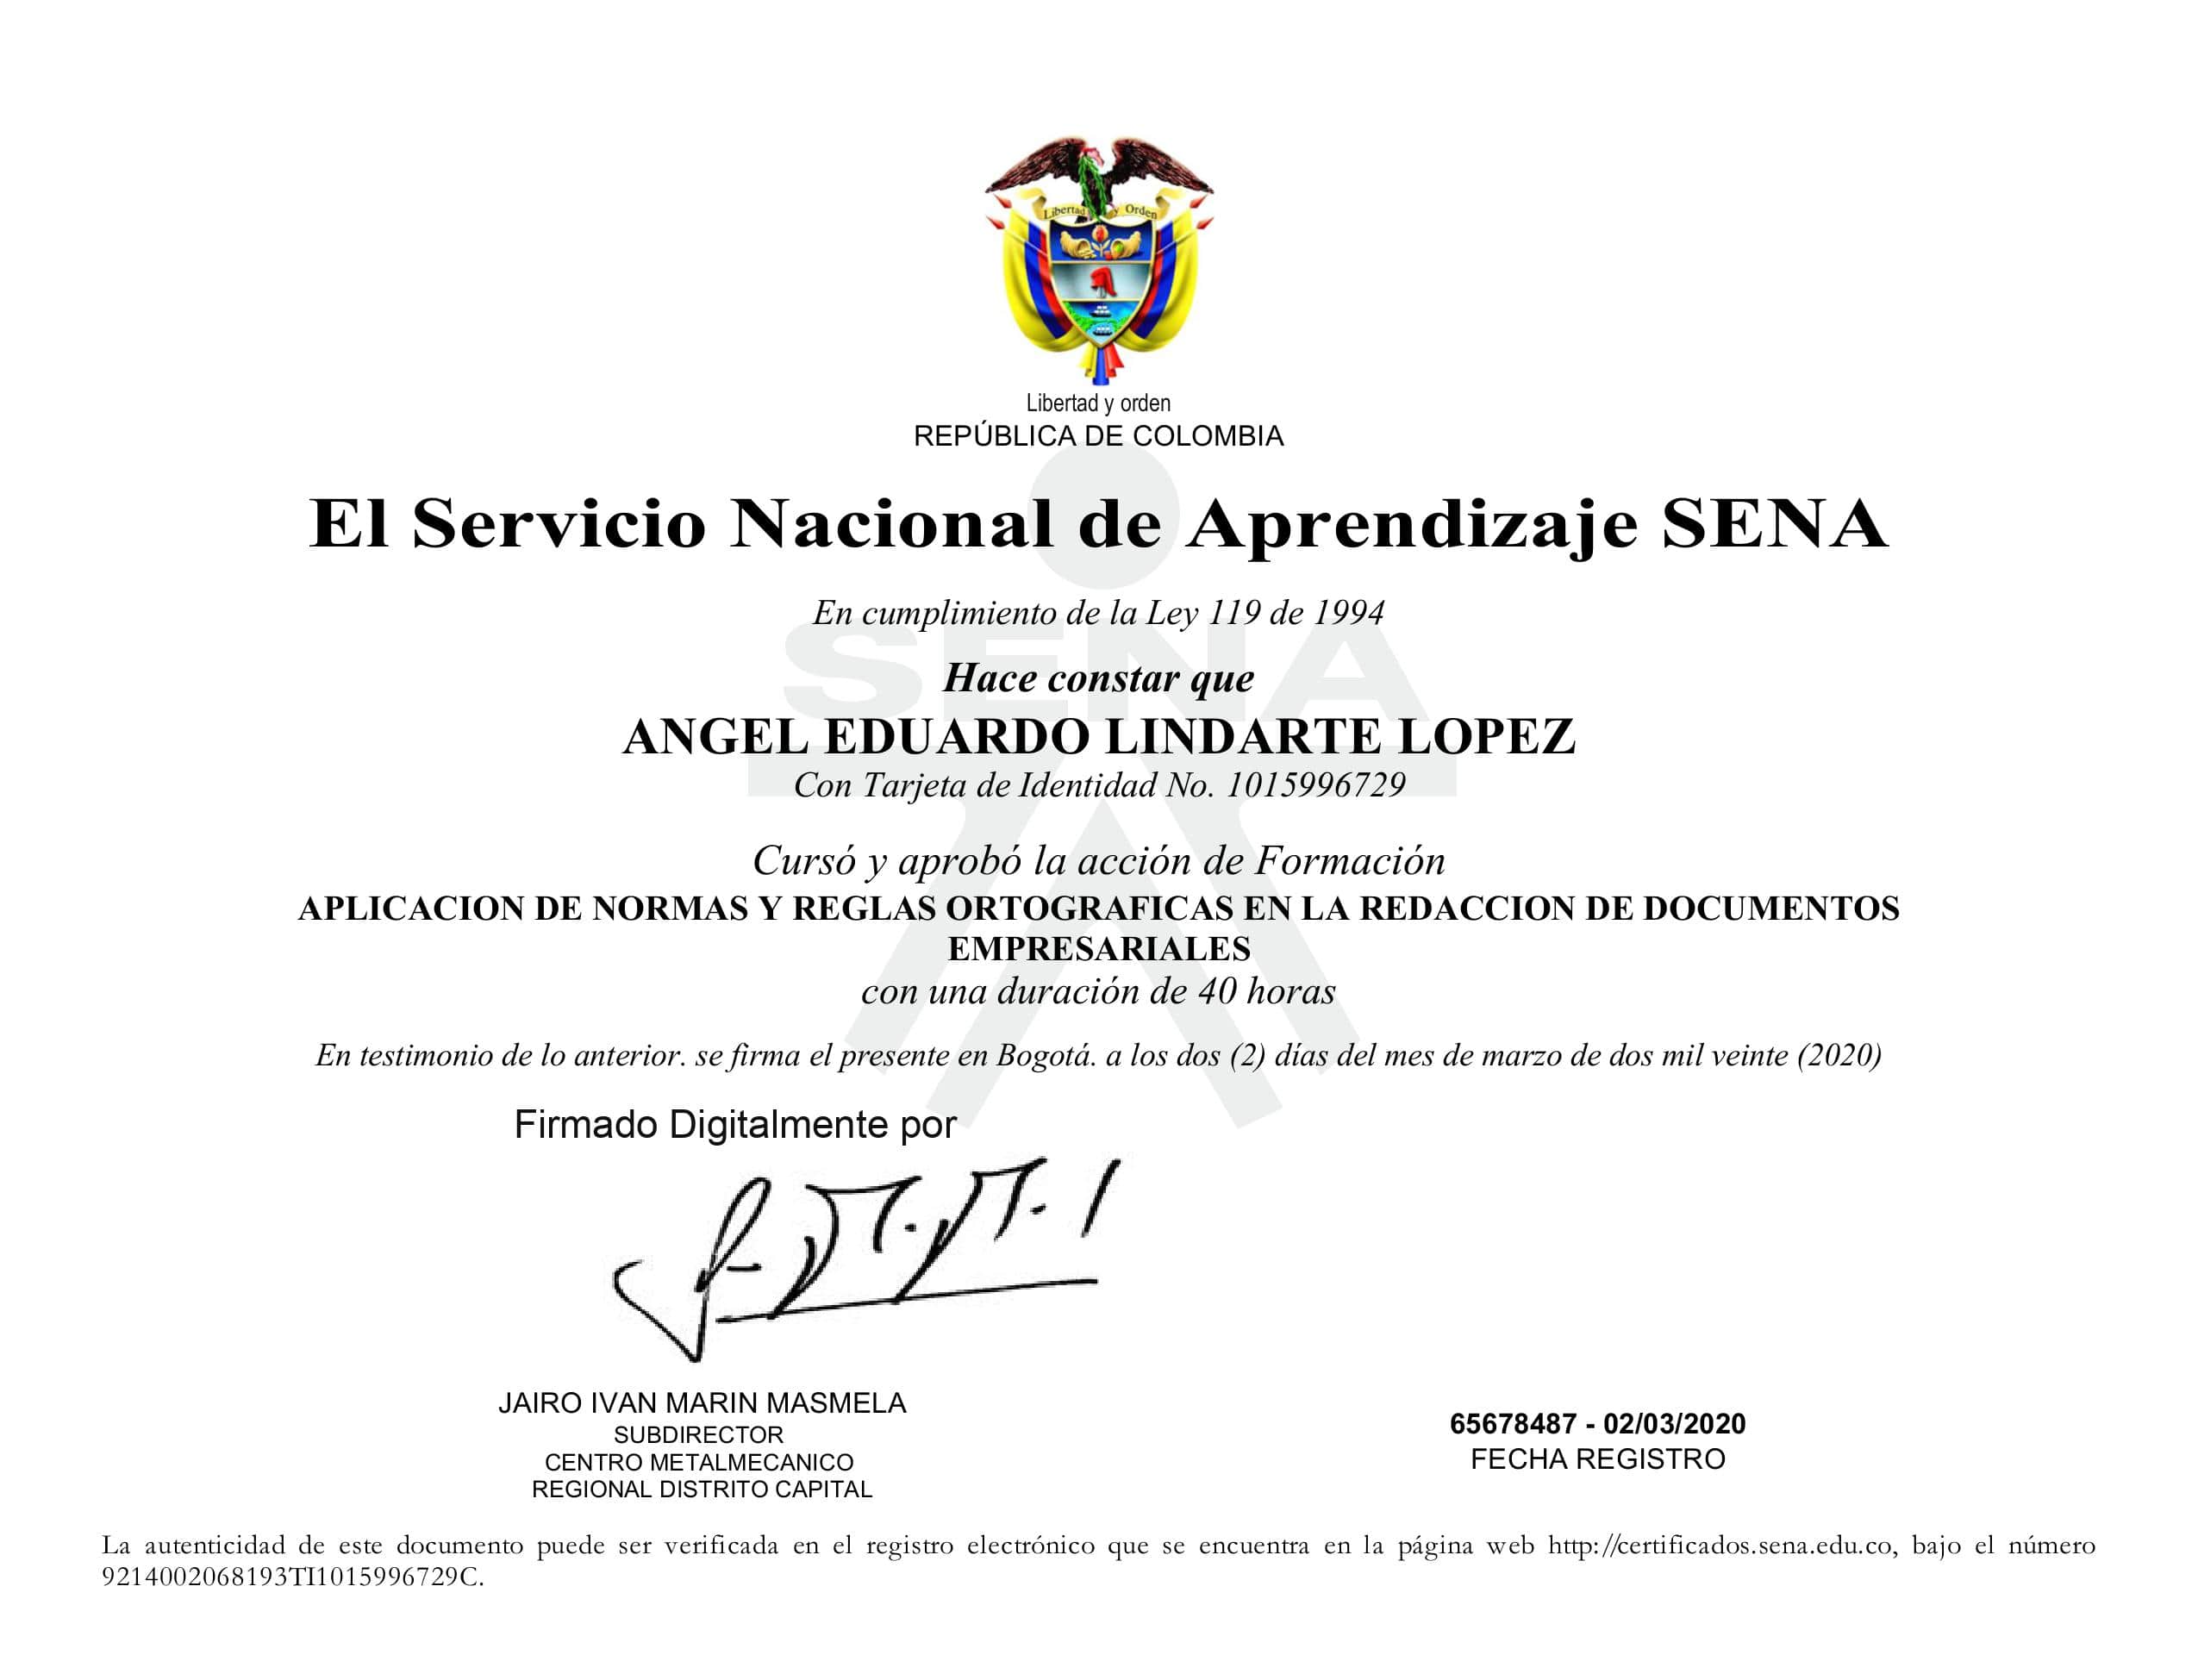 Libertad y Orden
Libertad y orden
REPÚBLICA DE COLOMBIA
El Servicio Nacional de Aprendizaje SENA
En cumplimiento de la Ley 119 de 1994
SENA
Hace constar que
ANGEL EDUARDO LINDARTE LOPEZ
Con Tarjeta de Identidad No. 1015996729
Cursó y aprobó la acción de Formación
APLICACION DE NORMAS Y REGLAS ORTOGRAFICAS EN LA REDACCION DE DOCUMENTOS
EMPRESARIALES
con una duración de 40 horas
En testimonio de lo anterior. se firma el presente en Bogotá. a los dos (2) días del mes de marzo de dos mil veinte (2020)
Firmado Digitalmente por
JAIRO IVAN MARIN MASMELA
SUBDIRECTOR
CENTRO METALMECANICO
REGIONAL DISTRITO CAPITAL
65678487 - 02/03/2020
FECHA REGISTRO
La autenticidad de este documento puede ser verificada en el registro electrónico que se encuentra en la página web http://certificados.sena.edu.co, bajo el número
9214002068193TI1015996729C.